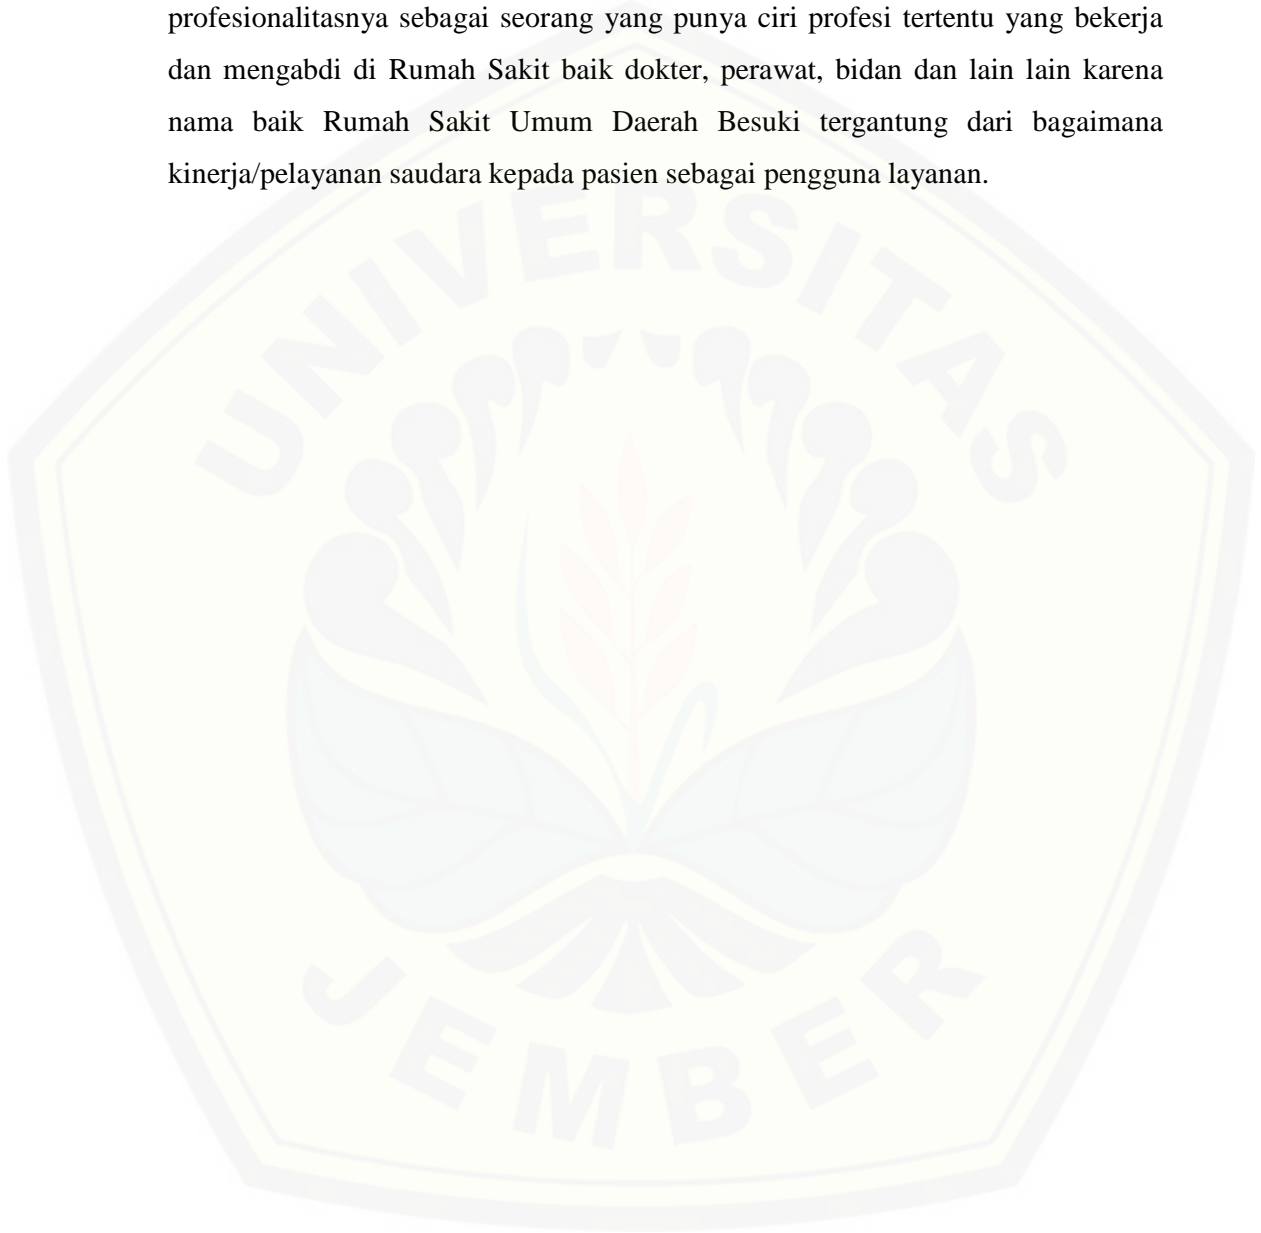 profesionalitasnya sebagai seorang yang punya ciri profesi tertentu yang bekerja
dan mengabdi di Rumah Sakit baik dokter, perawat, bidan dan lain lain karena
nama baik Rumah Sakit Umum Daerah Besuki tergantung dari bagaimana
kinerja/pelayanan saudara kepada pasien sebagai pengguna layanan.
UNIVERSITAS
JEMBER